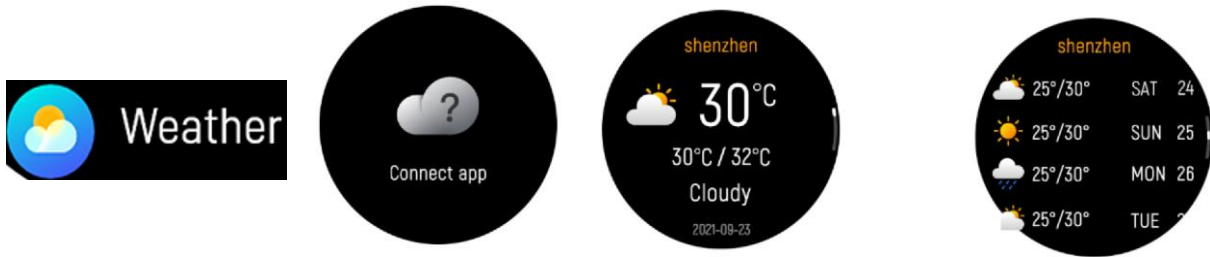 Weather
Connect app
shenzhen
30°C
30°C / 32°C
Cloudy
2021-09-23
shenzhen
25°/30° SAT 24
25°/30° SUN 25
25°/30° MON 26
25°/30° TUE